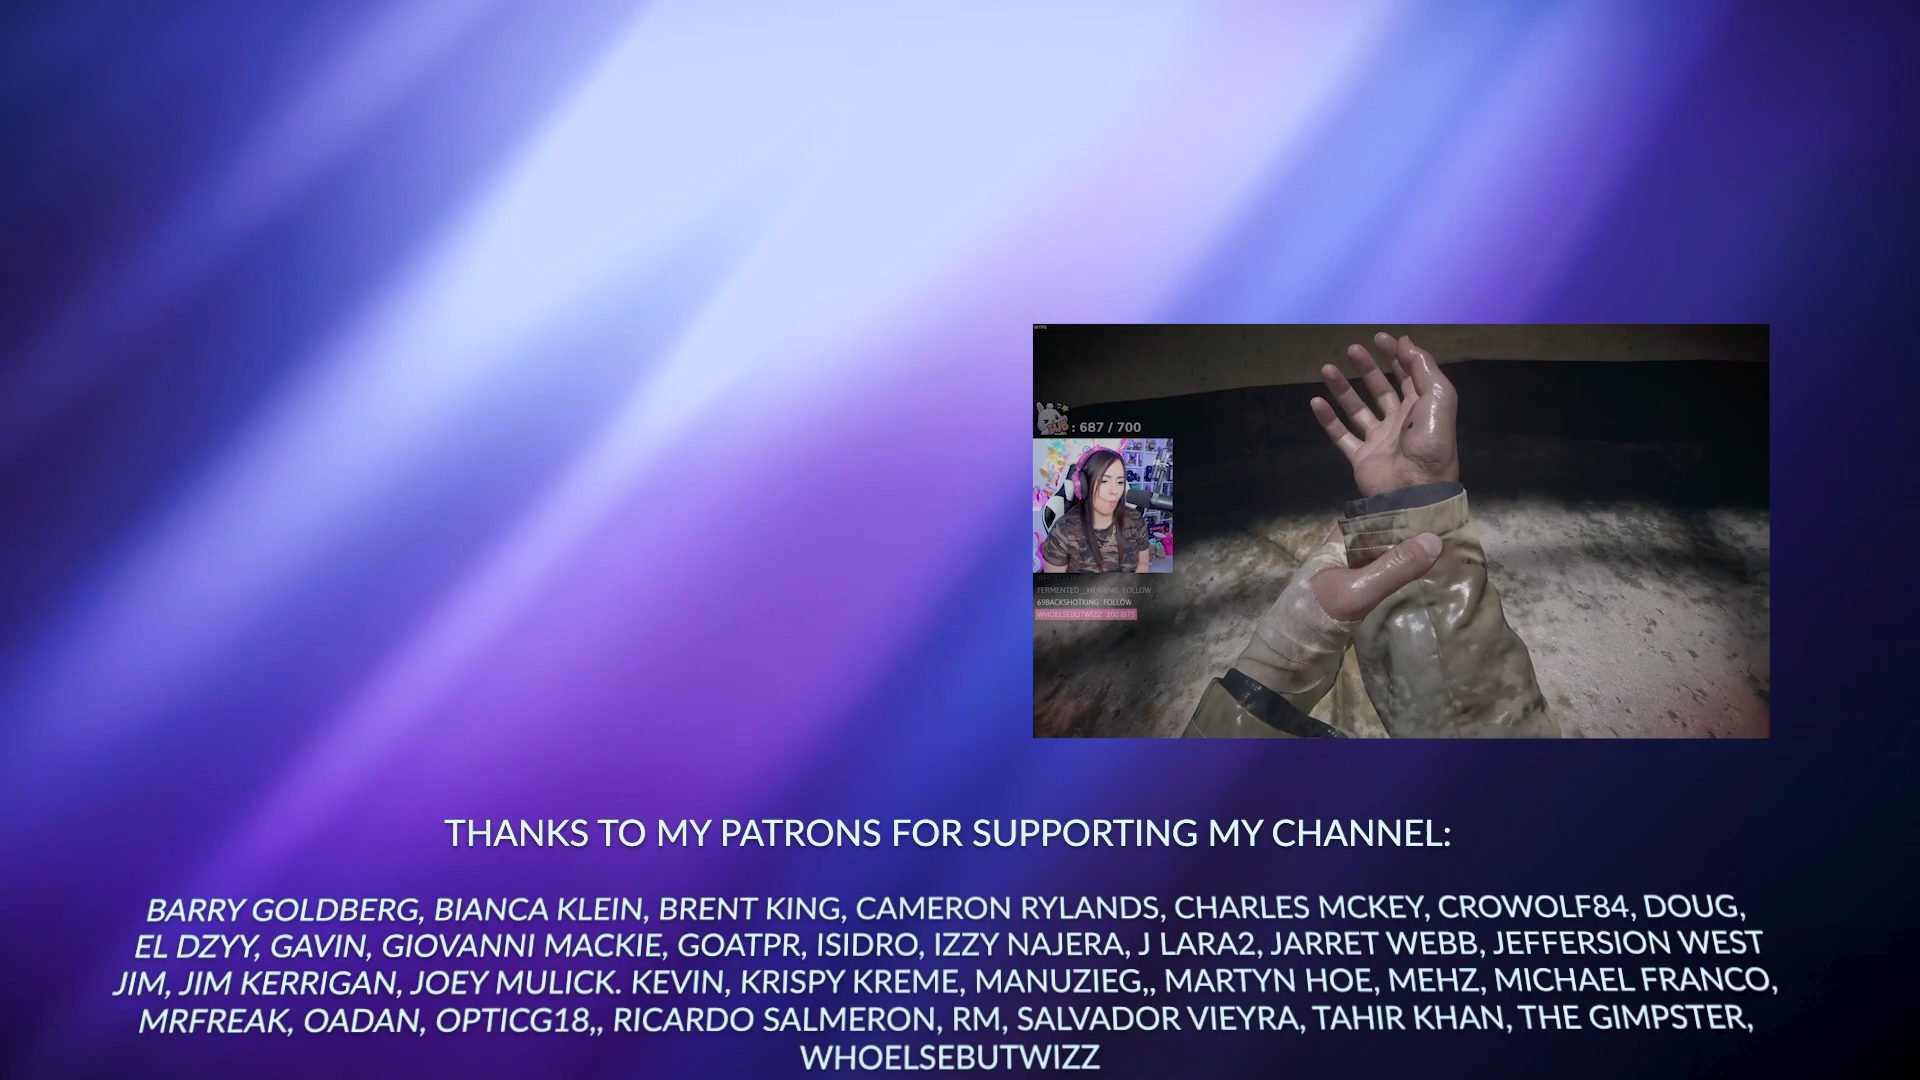 : 687 / 700
FERMENTED__HERRING FOLLOW
69BACKSHOTKING FOLLOW
WHOELSEBUTWIZZ 100 BITS
THANKS TO MY PATRONS FOR SUPPORTING MY CHANNEL:
BARRY GOLDBERG, BIANCA KLEIN, BRENT KING, CAMERON RYLANDS, CHARLES MCKEY, CROWOLF84, DOUG,
EL DZYY, GAVIN, GIOVANNI MACKIE, GOATPR, ISIDRO, IZZY NAJERA, J LARA2, JARRET WEBB, JEFFERSION WEST
JIM, JIM KERRIGAN, JOEY MULICK. KEVIN, KRISPY KREME, MANUZIEG,, MARTYN HOE, MEHZ, MICHAEL FRANCO,
MRFREAK, OADAN, OPTICG18,, RICARDO SALMERON, RM, SALVADOR VIEYRA, TAHIR KHAN, THE GIMPSTER,
WHOELSEBUTWIZZ